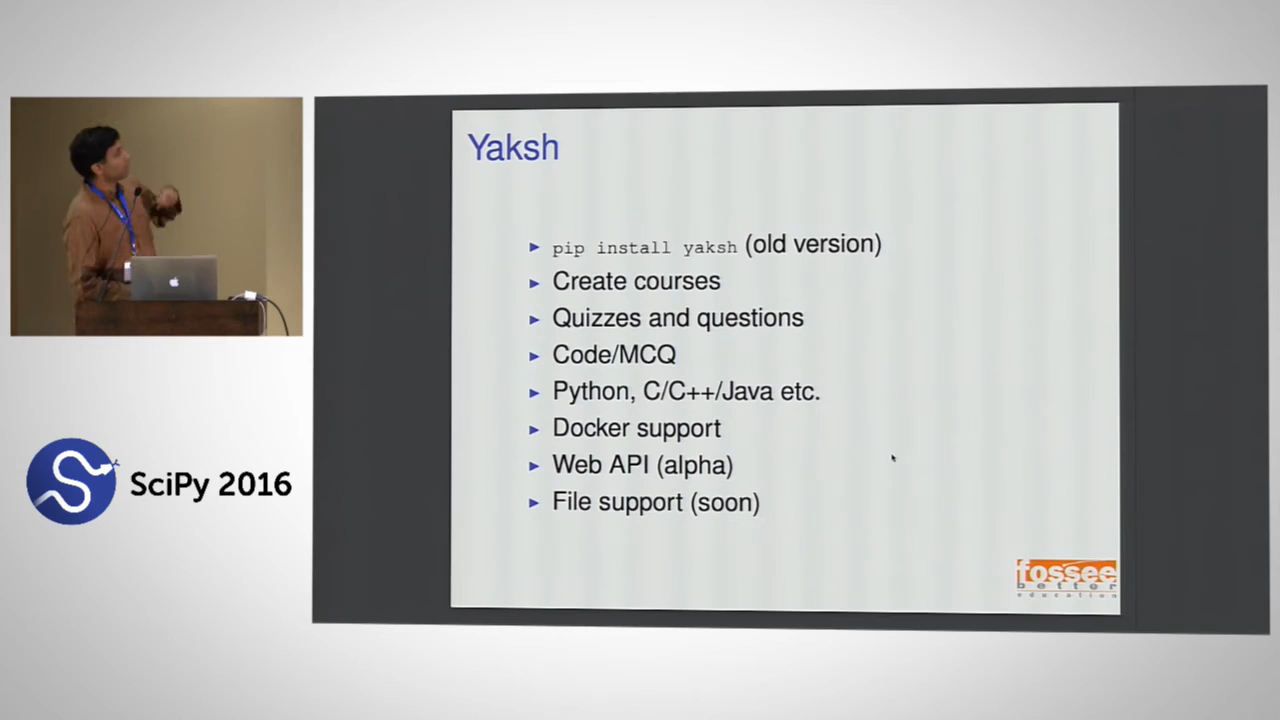 Yaksh
pip install yaksh (old version)
Create courses
Quizzes and questions
Code/MCQ
Python, C/C++/Java etc.
Docker support
Web API (alpha)
File support (soon)
fossee
better
education
SciPy 2016